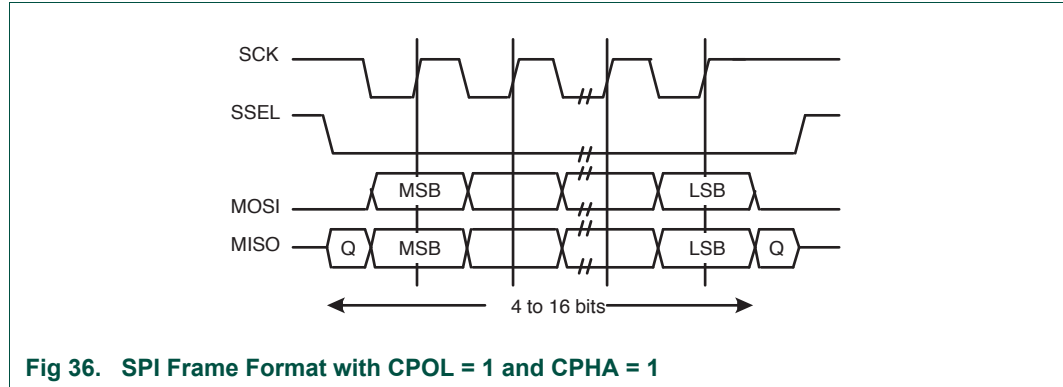 SCK
SSEL
MOSI
MSB
LSB
MISO
Q
MSB
LSB
Q
4 to 16 bits
Fig 36. SPI Frame Format with CPOL = 1 and CPHA = 1